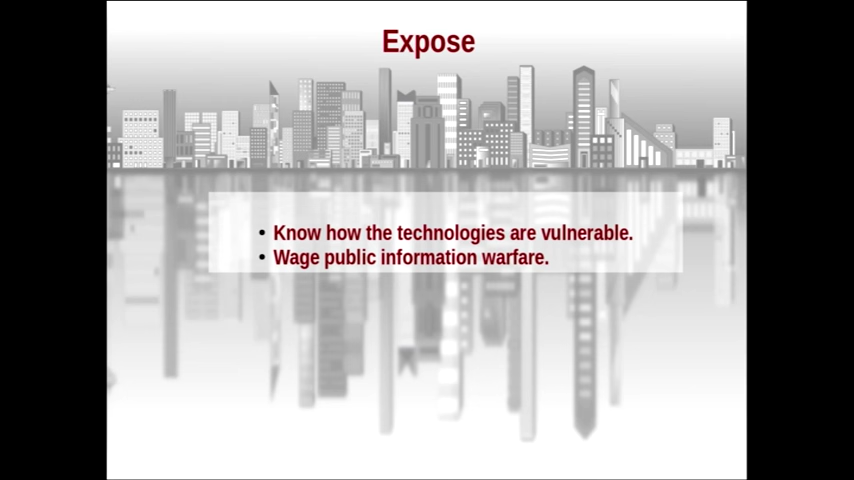 Expose
• Know how the technologies are vulnerable.
• Wage public information warfare.